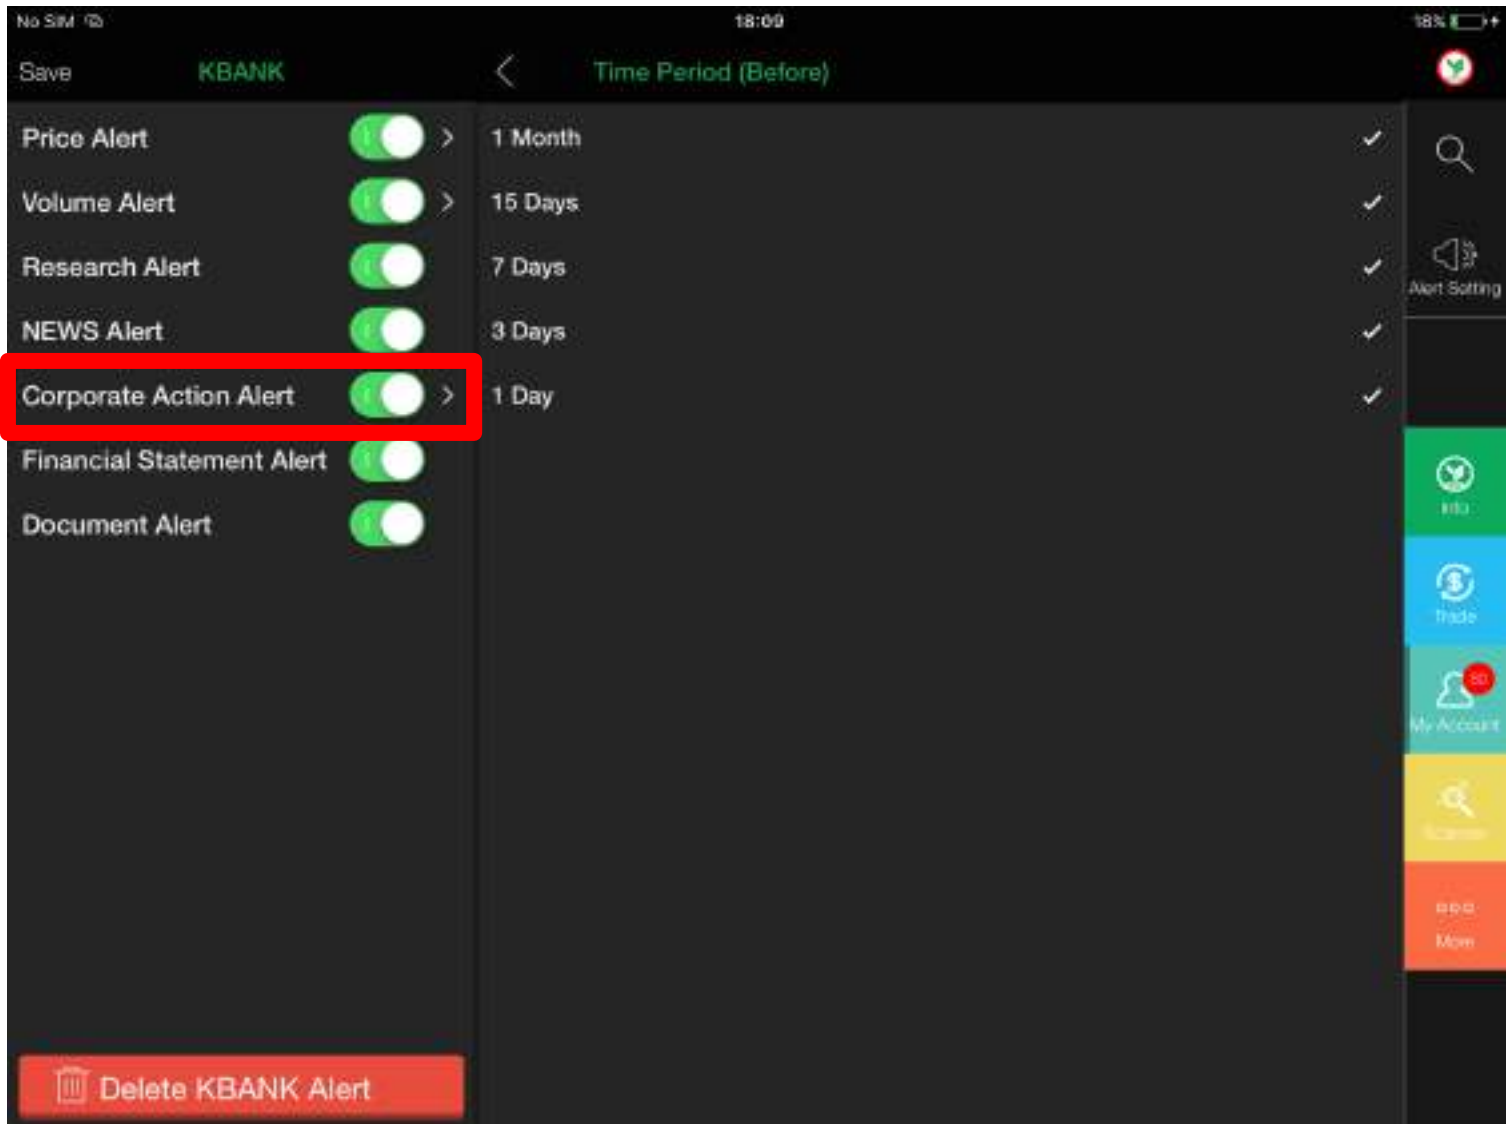 No SIM
18:09
18%
Save
KBANK
Time Period (Before)
Price Alert
Volume Alert
Research Alert
NEWS Alert
Corporate Action Alert
Financial Statement Alert
Document Alert
Delete KBANK Alert
1 Month
15 Days
7 Days
3 Days
1 Day
Alert Setting
Info
Trade
My Account
More